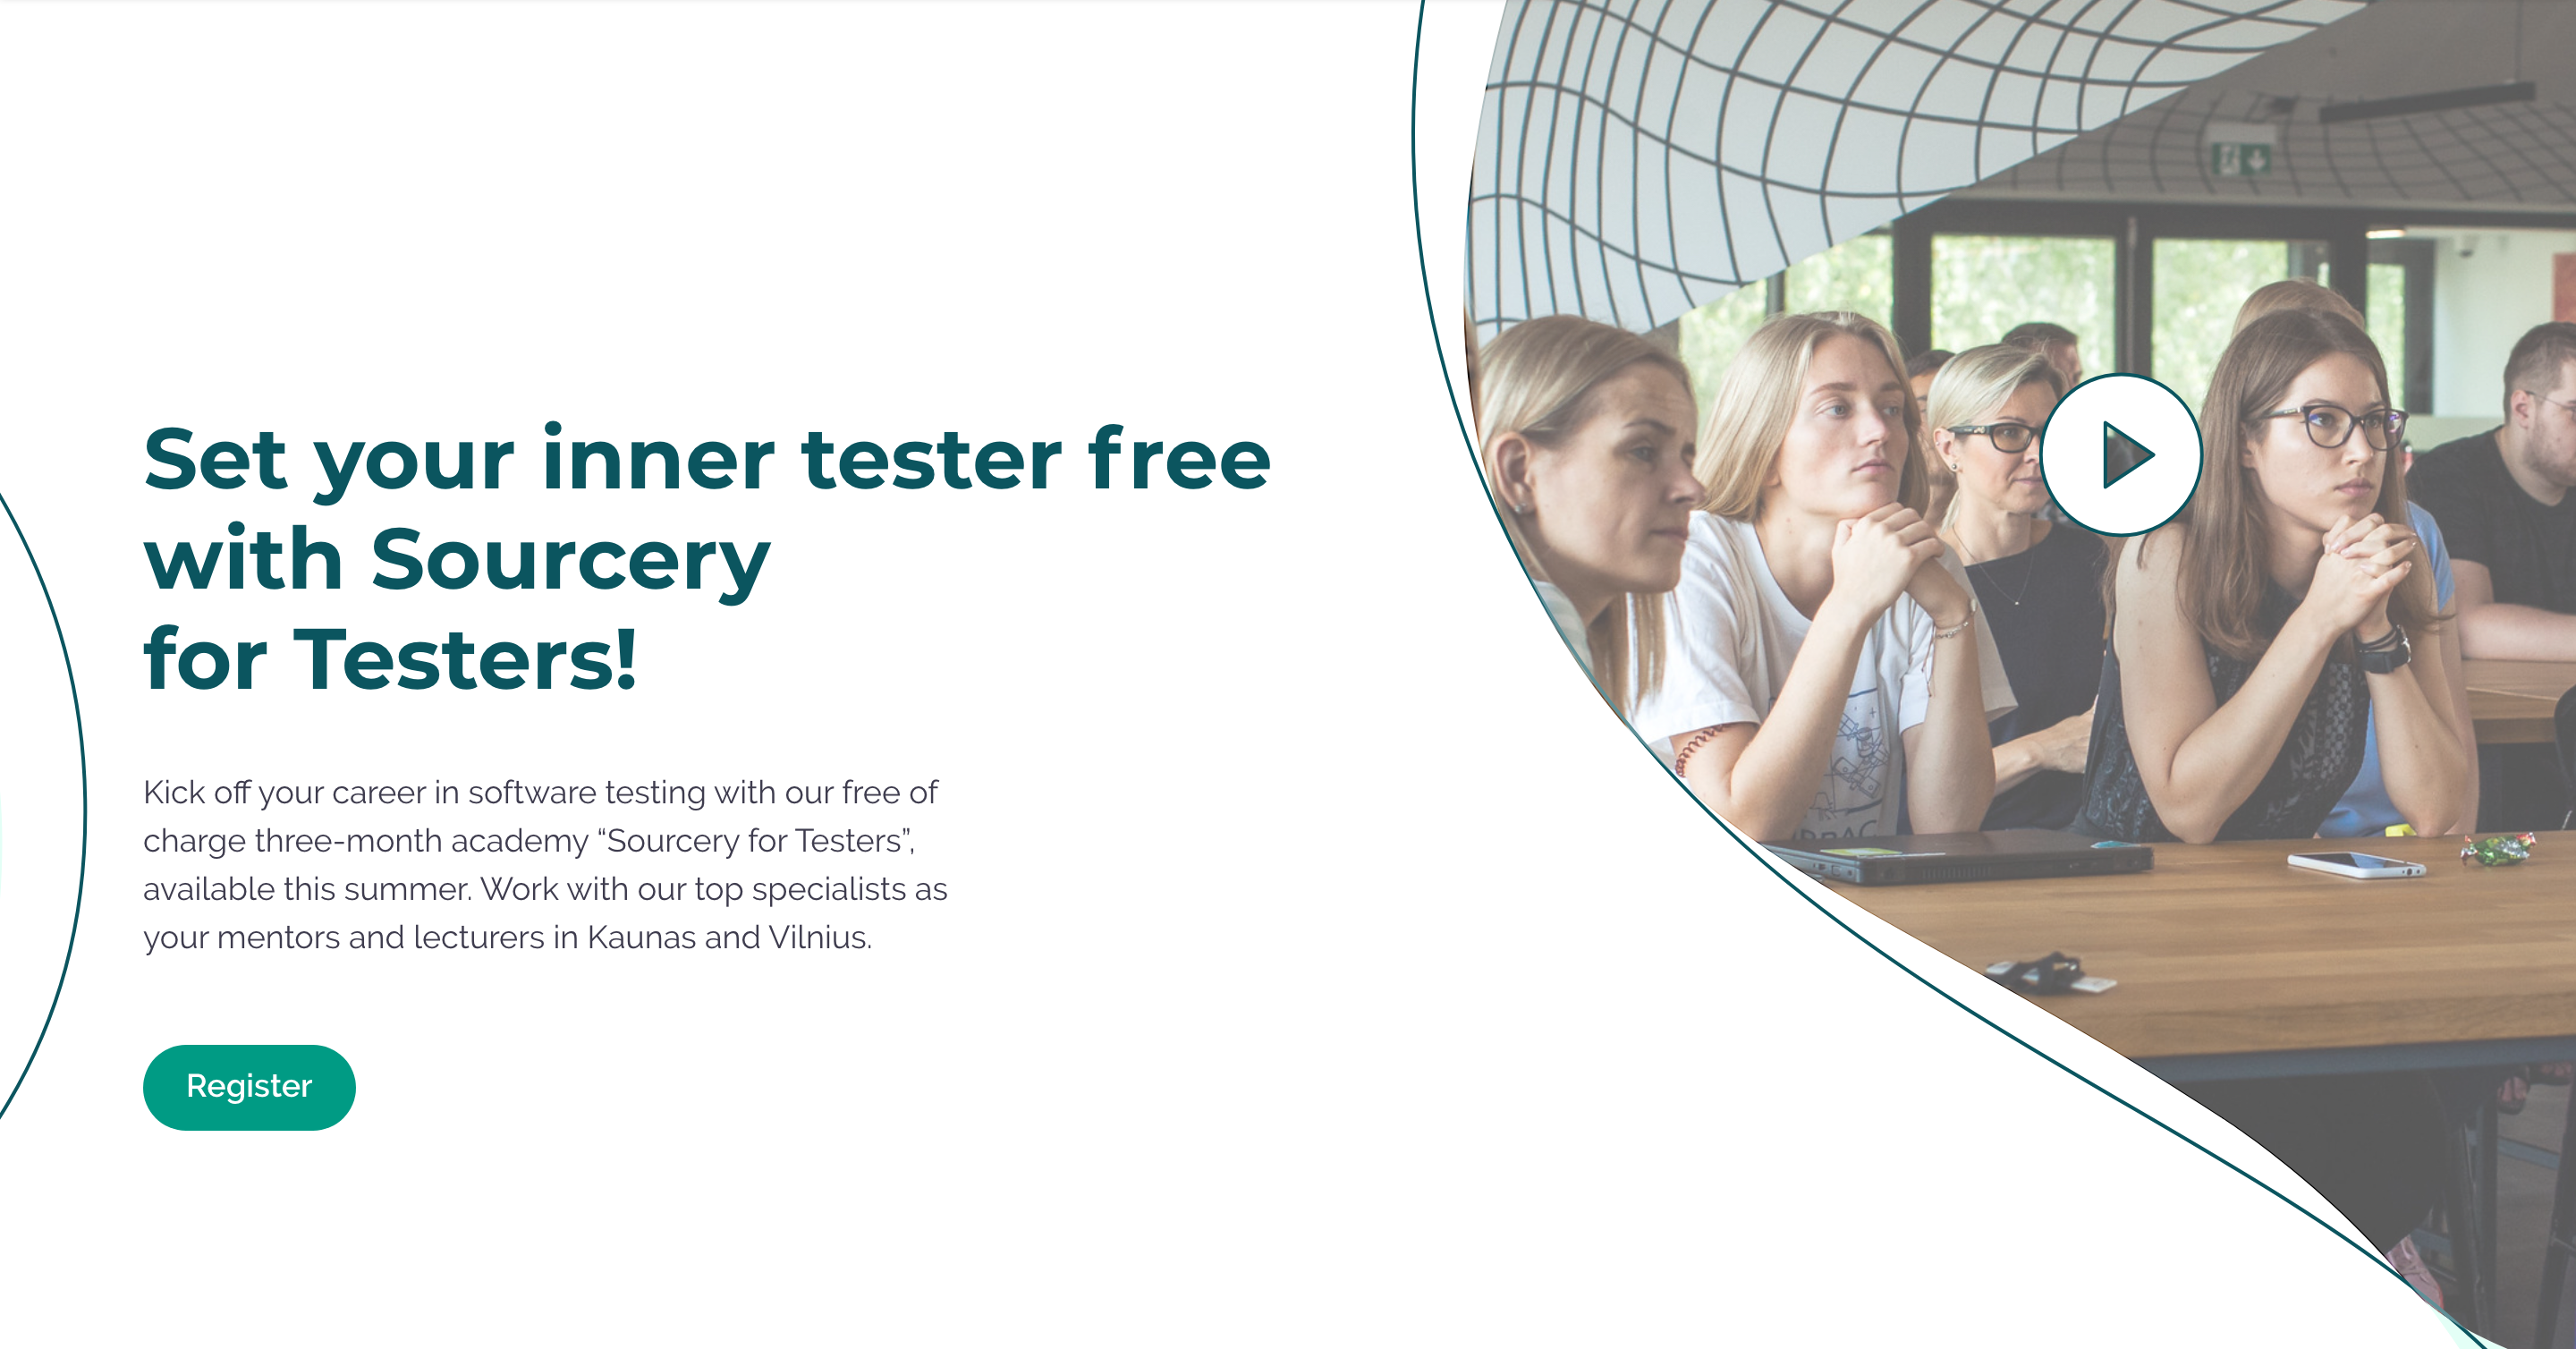 Set your inner tester free
with Sourcery
for Testers!
Kick off your career in software testing with our free of
charge three-month academy “Sourcery for Testers”,
available this summer. Work with our top specialists as
your mentors and lecturers in Kaunas and Vilnius.
Register